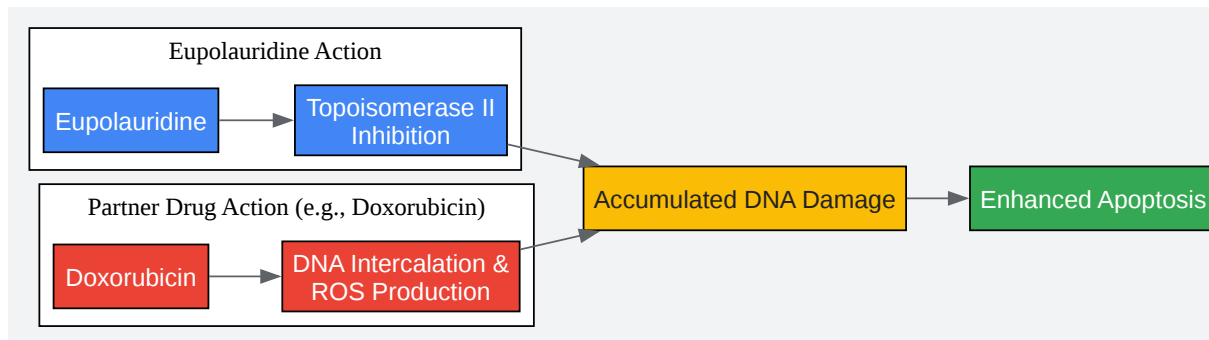 Eupolauridine Action
Eupolauridine
Topoisomerase II
Inhibition
Partner Drug Action (e.g., Doxorubicin)
Doxorubicin
DNA Intercalation &
ROS Production
Accumulated DNA Damage
Enhanced Apoptosis